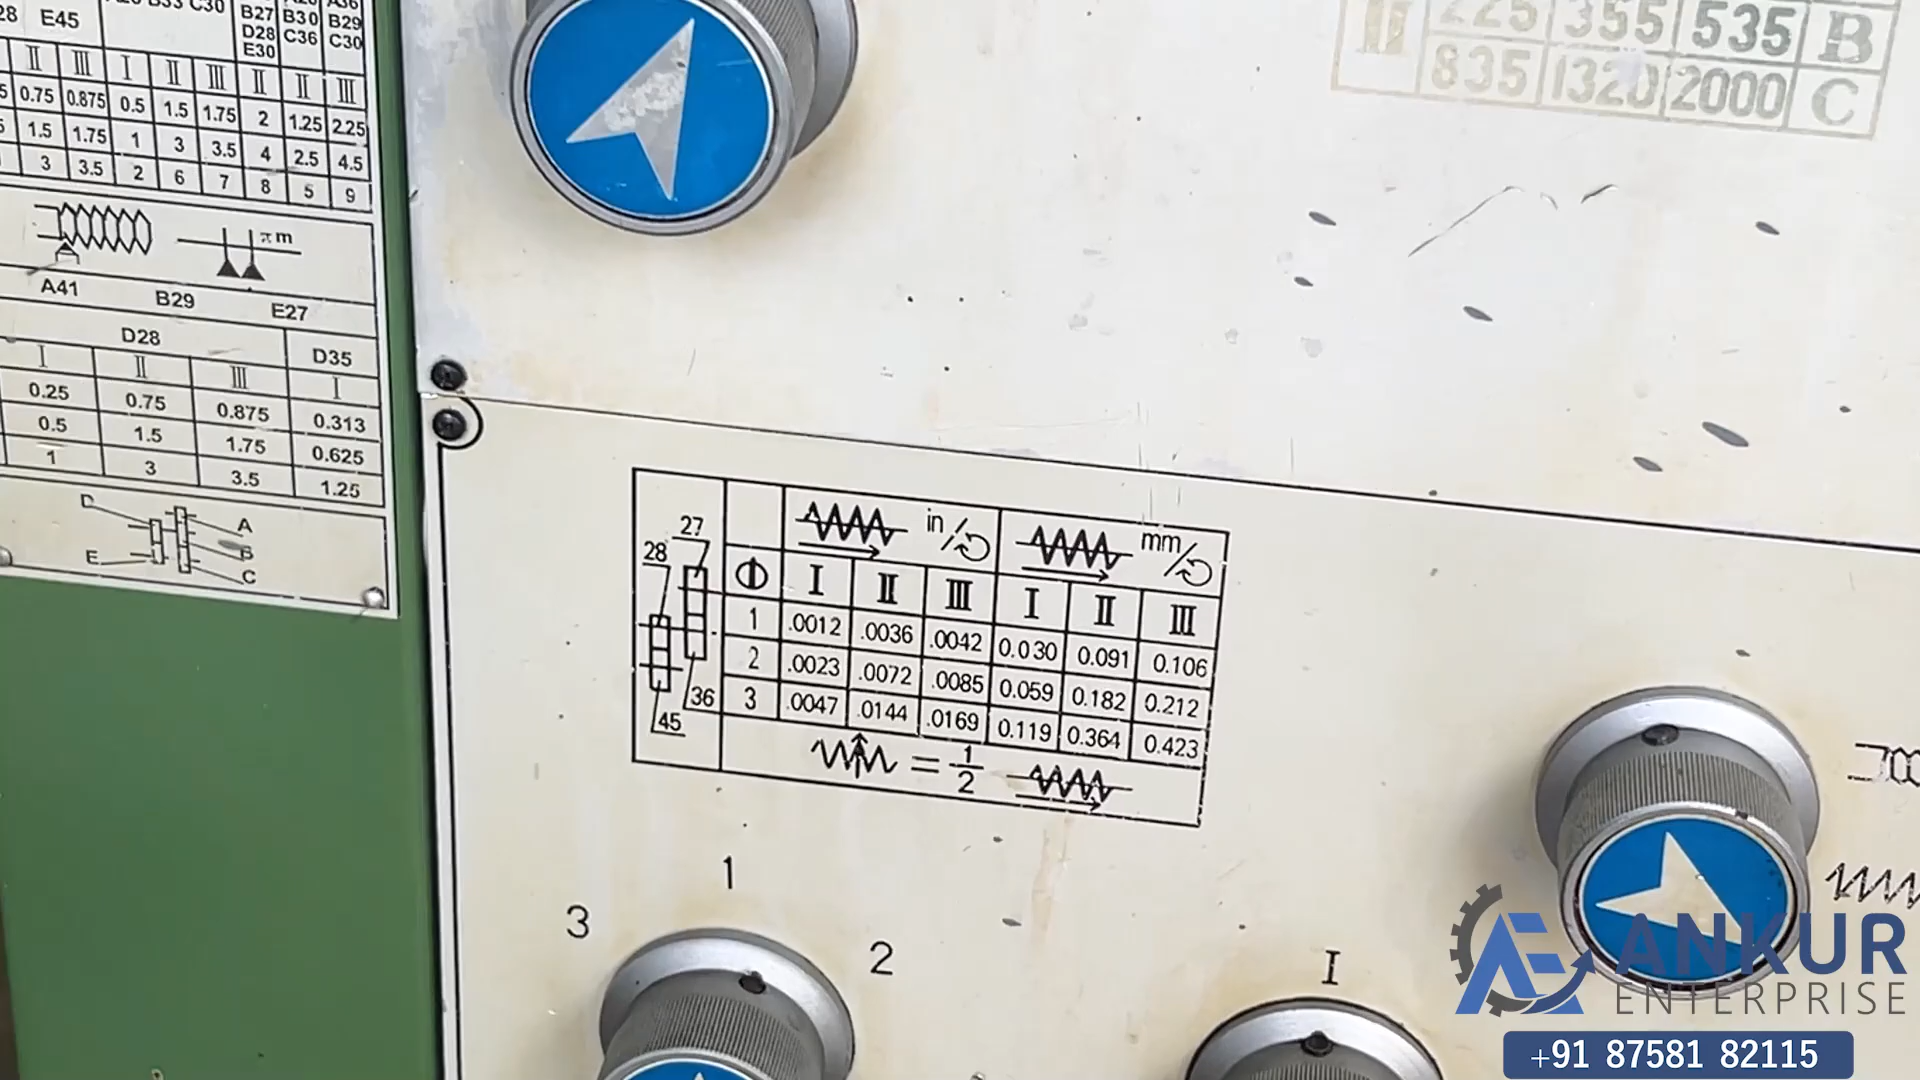 E45
B33 C30
B27
D28
E30
B30
C36
B29
C30
II III I II III II II III
0.75 0.875 0.5 1.5 1.75 2 1.25 2.25
1.5 1.75 1 3 3.5 4 2.5 4.5
3 3.5 2 6 7 8 5 9
πm
A41 B29 E27
D28 D35
I II III I
0.25 0.75 0.875 0.313
0.5 1.5 1.75 0.625
1 3 3.5 1.25
D A
B
E C
II 225 355 535 B
835 1320 2000 C
27
28
36
45
in/ mm/
I II III I II III
1 .0012 .0036 .0042 0.030 0.091 0.106
2 .0023 .0072 .0085 0.059 0.182 0.212
3 .0047 .0144 .0169 0.119 0.364 0.423
= 1/2
1
3 2
I
ANKUR
ENTERPRISE
+91 87581 82115